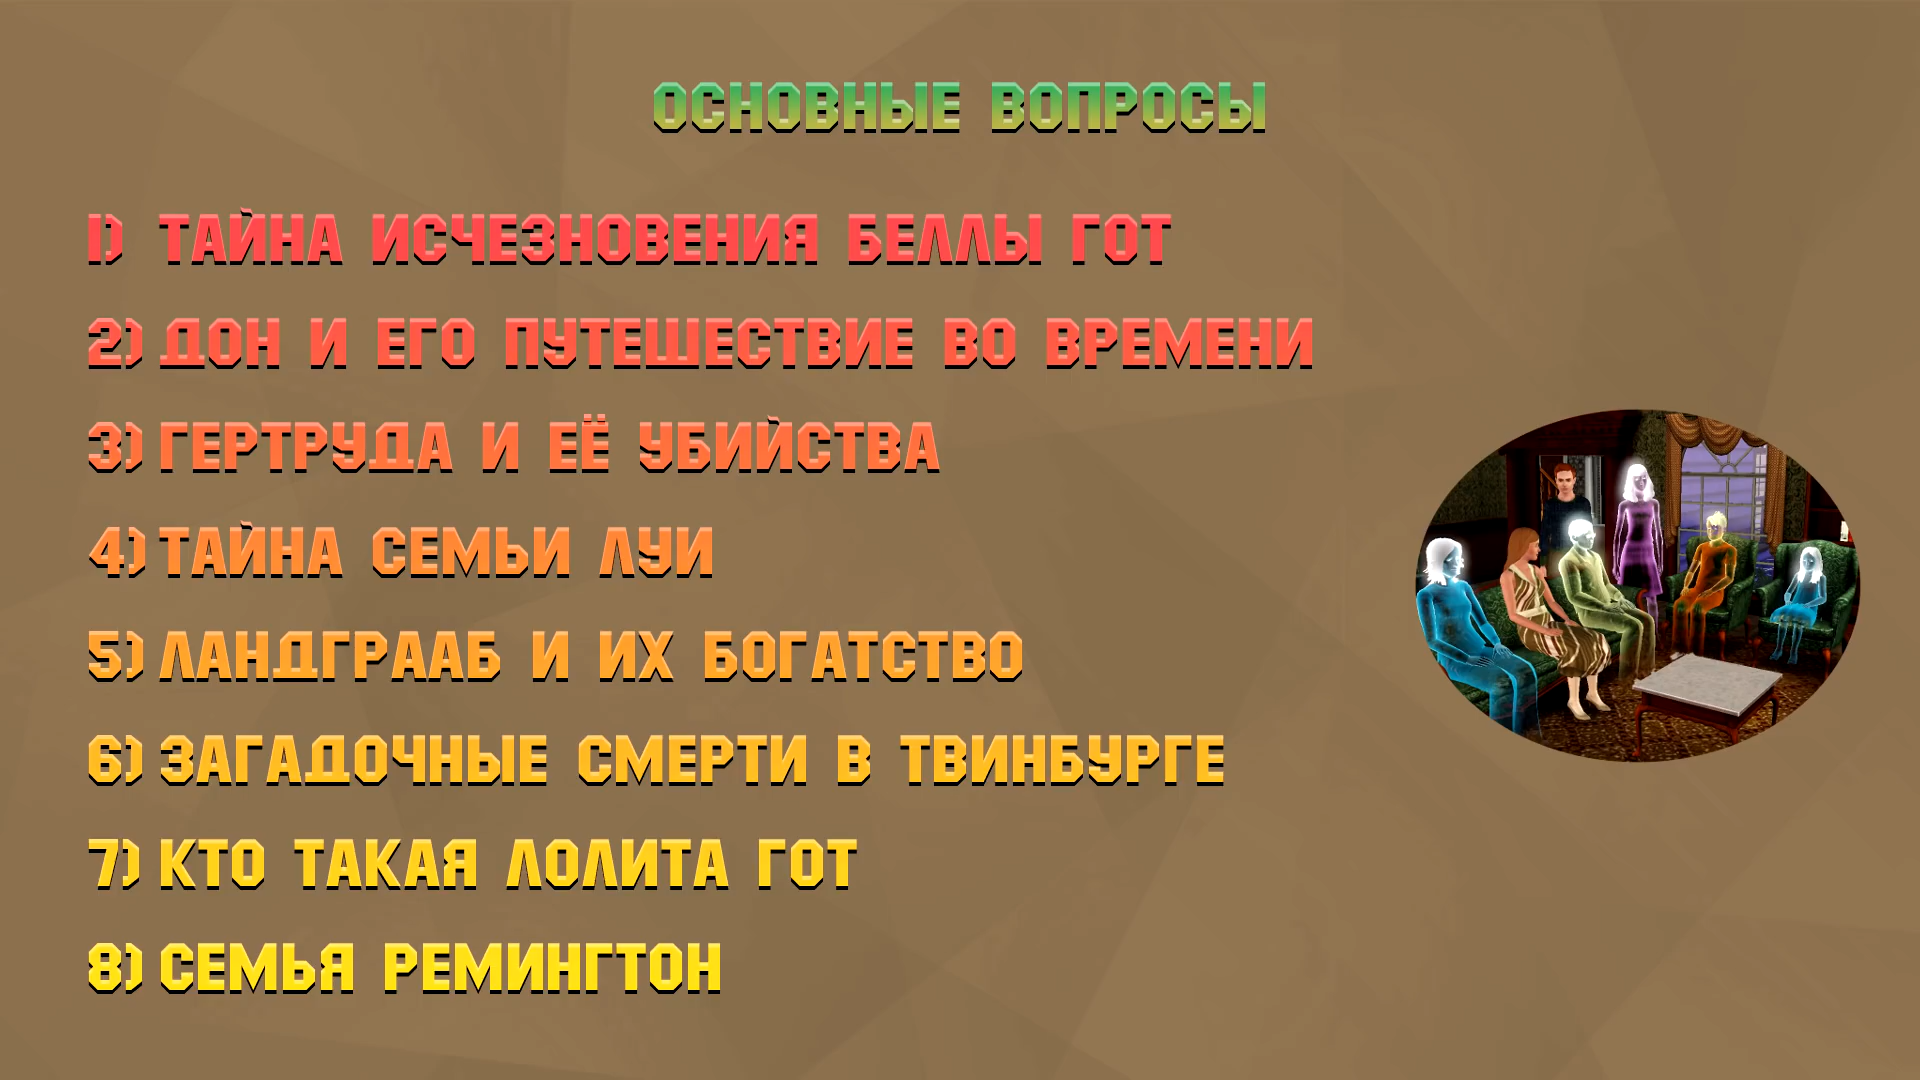 ОСНОВНЫЕ ВОПРОСЫ
1) ТАЙНА ИСЧЕЗНОВЕНИЯ БЕЛЛЫ ГОТ
2) ДОН И ЕГО ПУТЕШЕСТВИЕ ВО ВРЕМЕНИ
3) ГЕРТРУДА И ЕЁ УБИЙСТВА
4) ТАЙНА СЕМЬИ ЛУИ
5) ЛАНДГРААБ И ИХ БОГАТСТВО
6) ЗАГАДОЧНЫЕ СМЕРТИ В ТВИНБУРГЕ
7) КТО ТАКАЯ ЛОЛИТА ГОТ
8) СЕМЬЯ РЕМИНГТОН